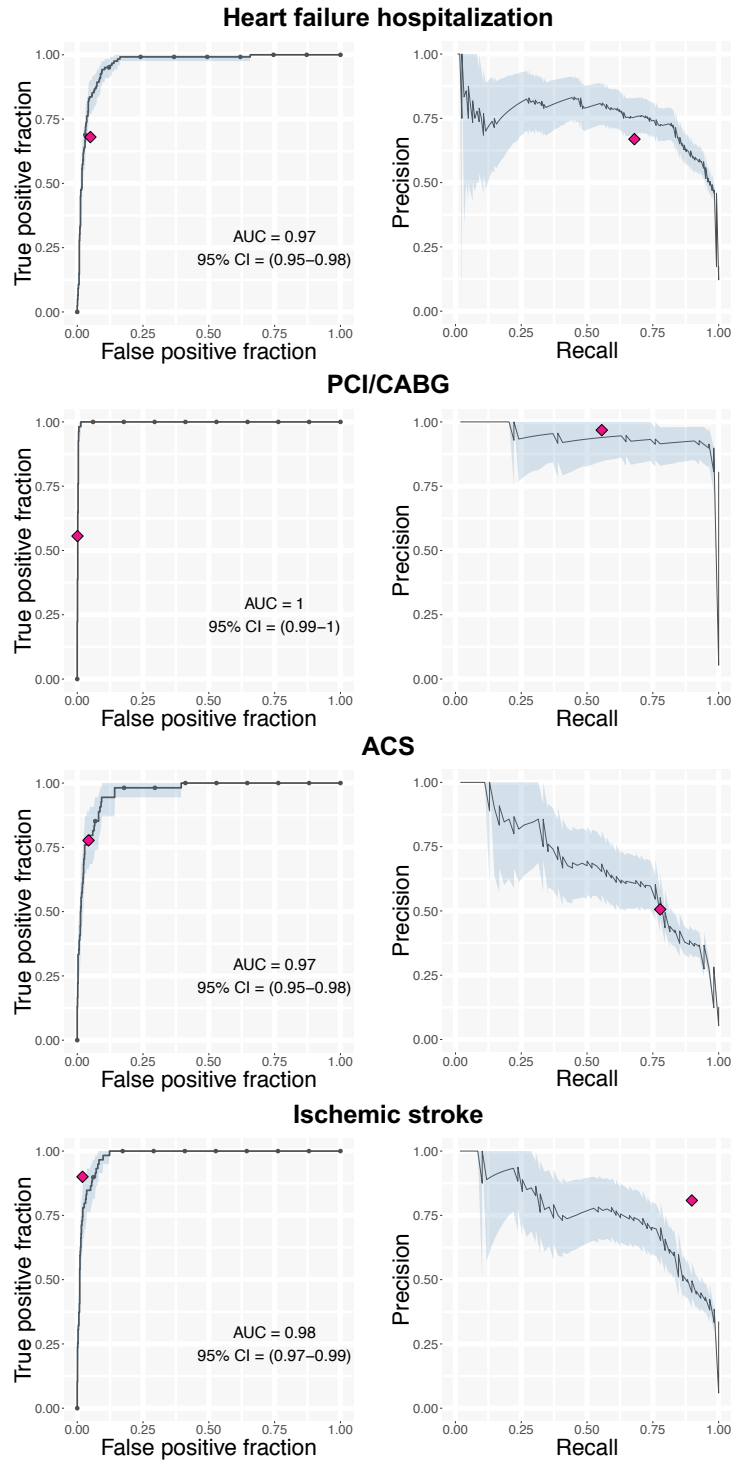 Heart failure hospitalization
True positive fraction
1.00
0.75
0.50
0.25
0.00
AUC = 0.97
95% CI = (0.95−0.98)
0.00 0.25 0.50 0.75 1.00
False positive fraction
Precision
1.00
0.75
0.50
0.25
0.00
0.00 0.25 0.50 0.75 1.00
Recall
PCI/CABG
True positive fraction
1.00
0.75
0.50
0.25
0.00
AUC = 1
95% CI = (0.99−1)
0.00 0.25 0.50 0.75 1.00
False positive fraction
Precision
1.00
0.75
0.50
0.25
0.00
0.00 0.25 0.50 0.75 1.00
Recall
ACS
True positive fraction
1.00
0.75
0.50
0.25
0.00
AUC = 0.97
95% CI = (0.95−0.98)
0.00 0.25 0.50 0.75 1.00
False positive fraction
Precision
1.00
0.75
0.50
0.25
0.00
0.00 0.25 0.50 0.75 1.00
Recall
Ischemic stroke
True positive fraction
1.00
0.75
0.50
0.25
0.00
AUC = 0.98
95% CI = (0.97−0.99)
0.00 0.25 0.50 0.75 1.00
False positive fraction
Precision
1.00
0.75
0.50
0.25
0.00
0.00 0.25 0.50 0.75 1.00
Recall